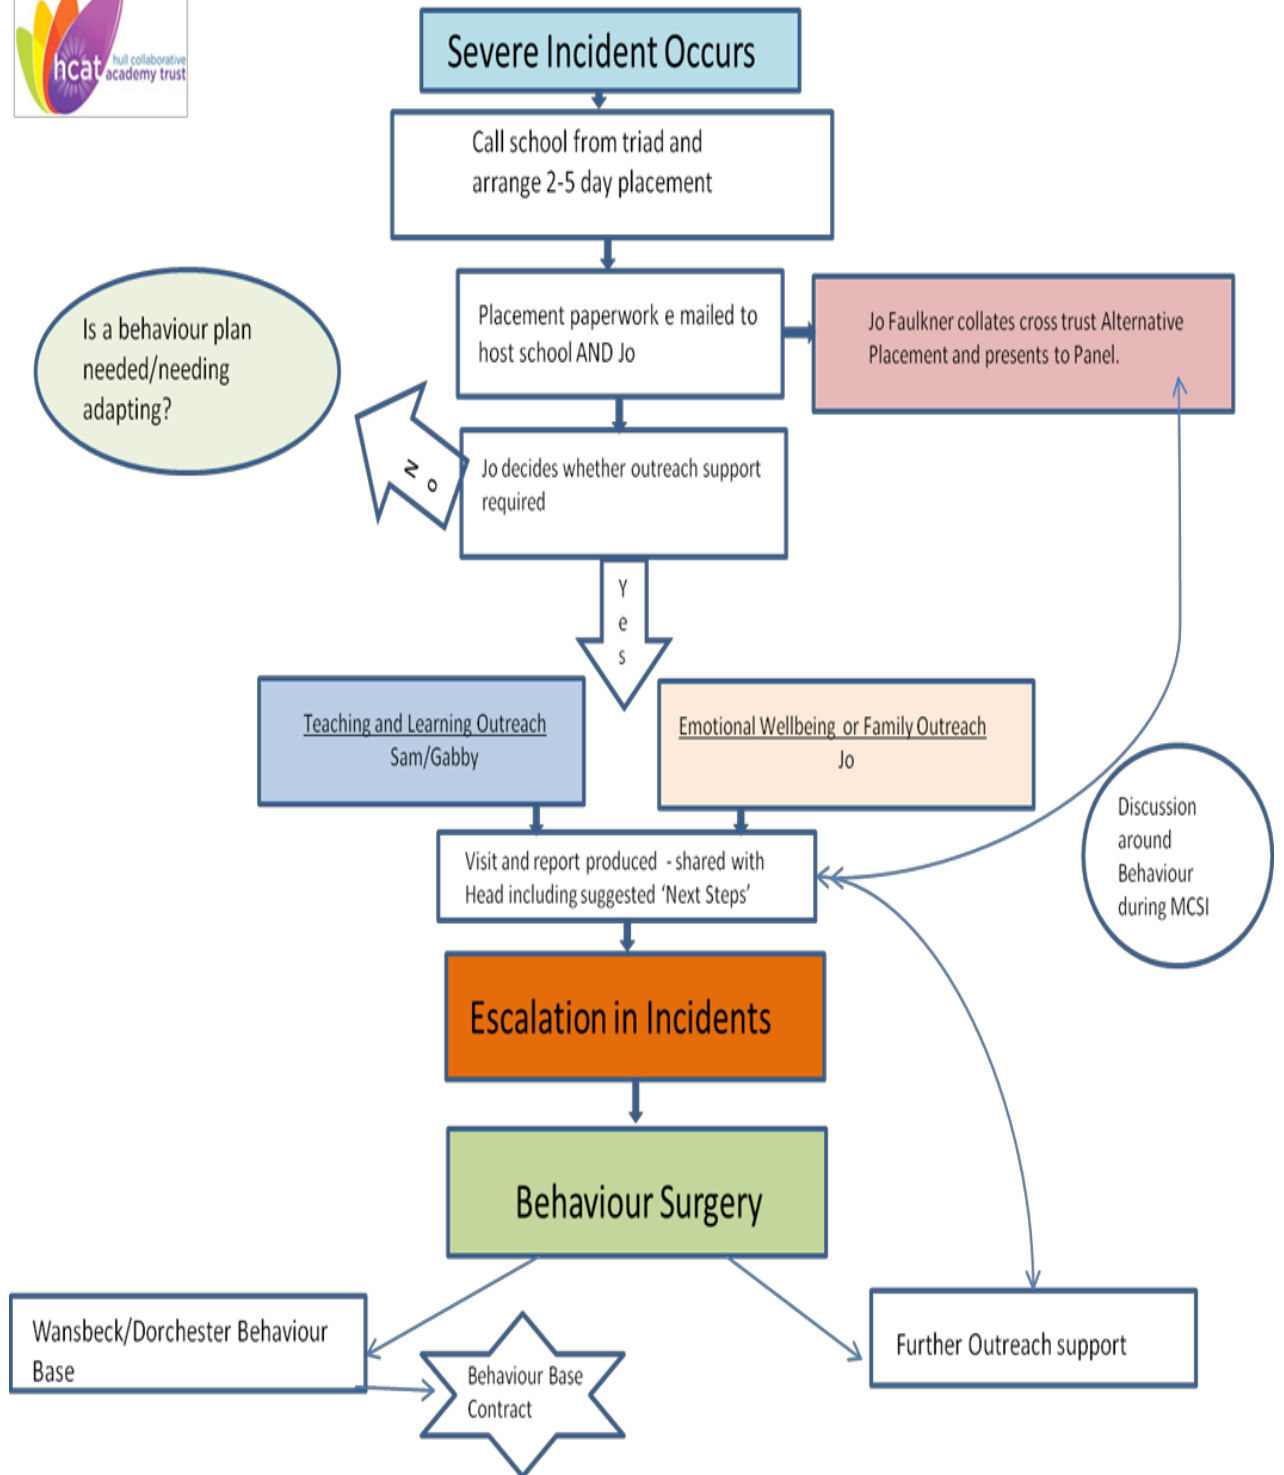 hcat
hull collaborative
academy trust
Severe Incident Occurs
Call school from triad and
arrange 2-5 day placement
Is a behaviour plan
needed/needing
adapting?
Placement paperwork e mailed to
host school AND Jo
Jo Faulkner collates cross trust Alternative
Placement and presents to Panel.
No
Jo decides whether outreach support
required
Yes
Teaching and Learning Outreach
Sam/Gabby
Emotional Wellbeing or Family Outreach
Jo
Discussion
around
Behaviour
during MCSI
Visit and report produced - shared with
Head including suggested ‘Next Steps’
Escalation in Incidents
Behaviour Surgery
Wansbeck/Dorchester Behaviour
Base
Behaviour Base
Contract
Further Outreach support